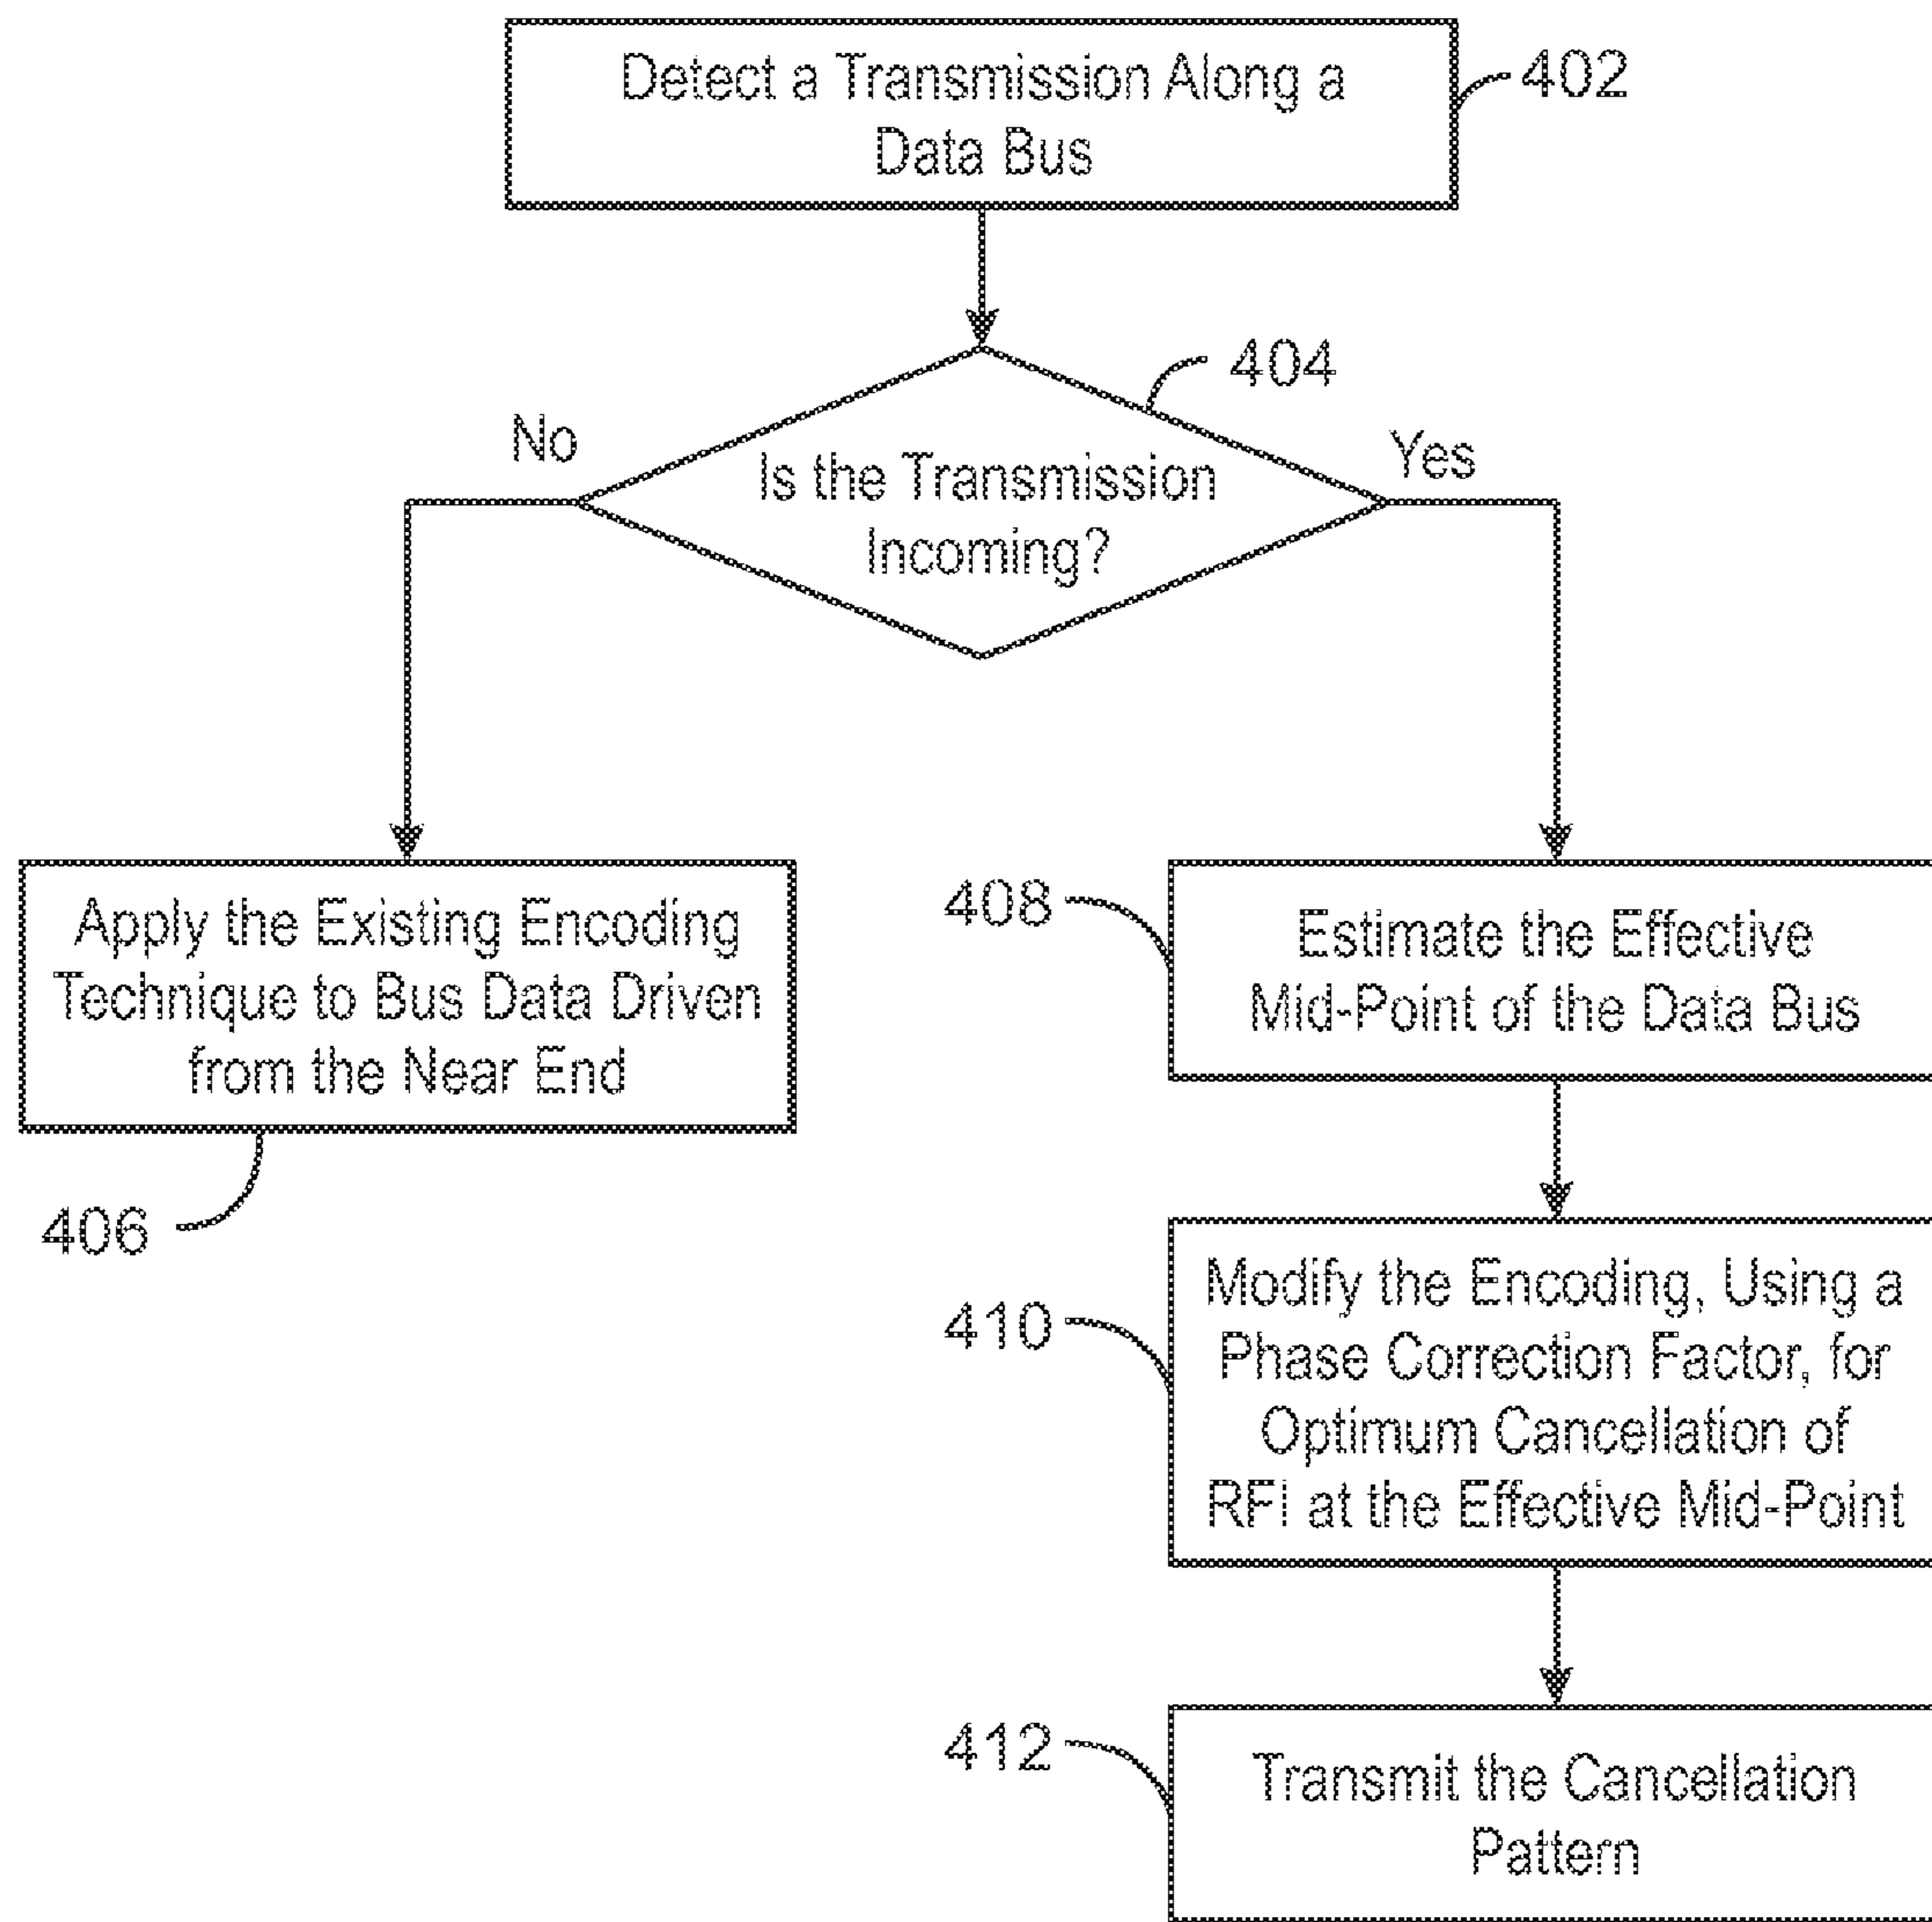 Detect a Transmission Along a
Data Bus
402
404
No
Yes
Is the Transmission
Incoming?
Apply the Existing Encoding
Technique to Bus Data Driven
from the Near End
406
408
Estimate the Effective
Mid-Point of the Data Bus
410
Modify the Encoding, Using a
Phase Correction Factor, for
Optimum Cancellation of
RFI at the Effective Mid-Point
412
Transmit the Cancellation
Pattern